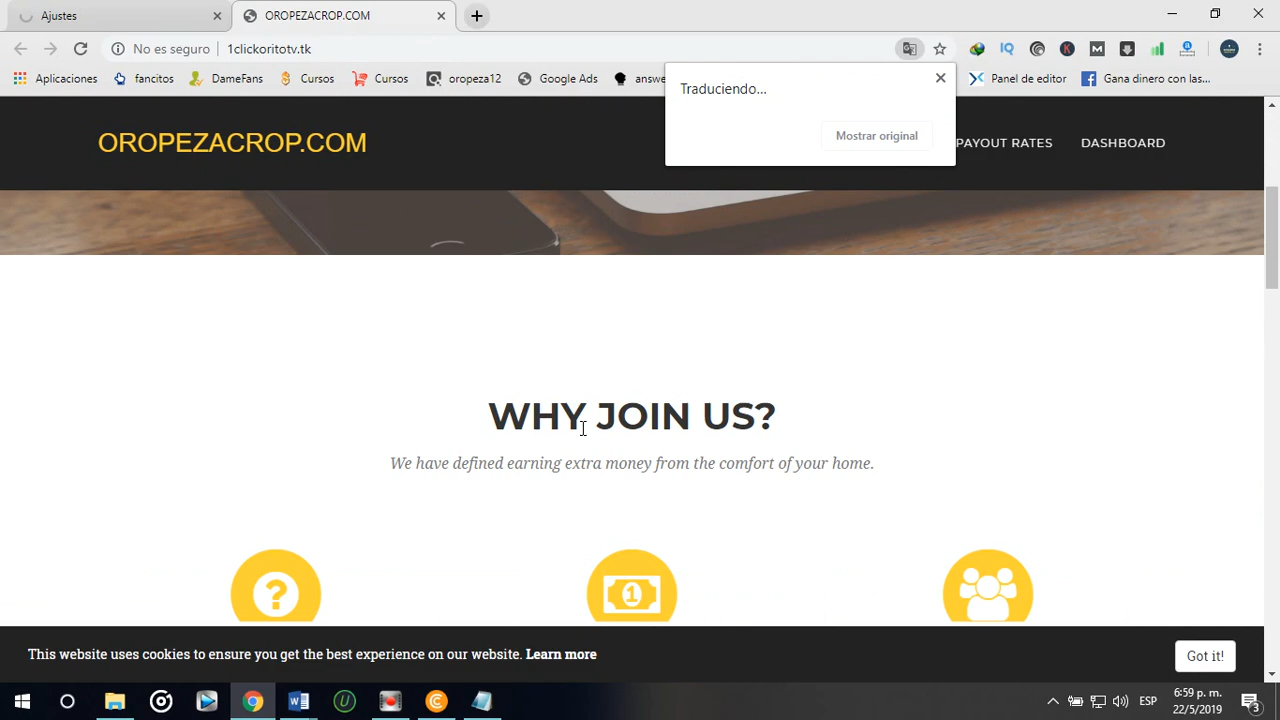 Ajustes
OROPEZACROP.COM
No es seguro
1clickoritotv.tk
Aplicaciones
fancitos
DameFans
Cursos
Cursos
oropeza12
Google Ads
answe
Panel de editor
Gana dinero con las...
Traduciendo...
Mostrar original
OROPEZACROP.COM
PAYOUT RATES
DASHBOARD
WHY JOIN US?
We have defined earning extra money from the comfort of your home.
This website uses cookies to ensure you get the best experience on our website. Learn more
Got it!
ESP
6:59 p. m.
22/5/2019
3